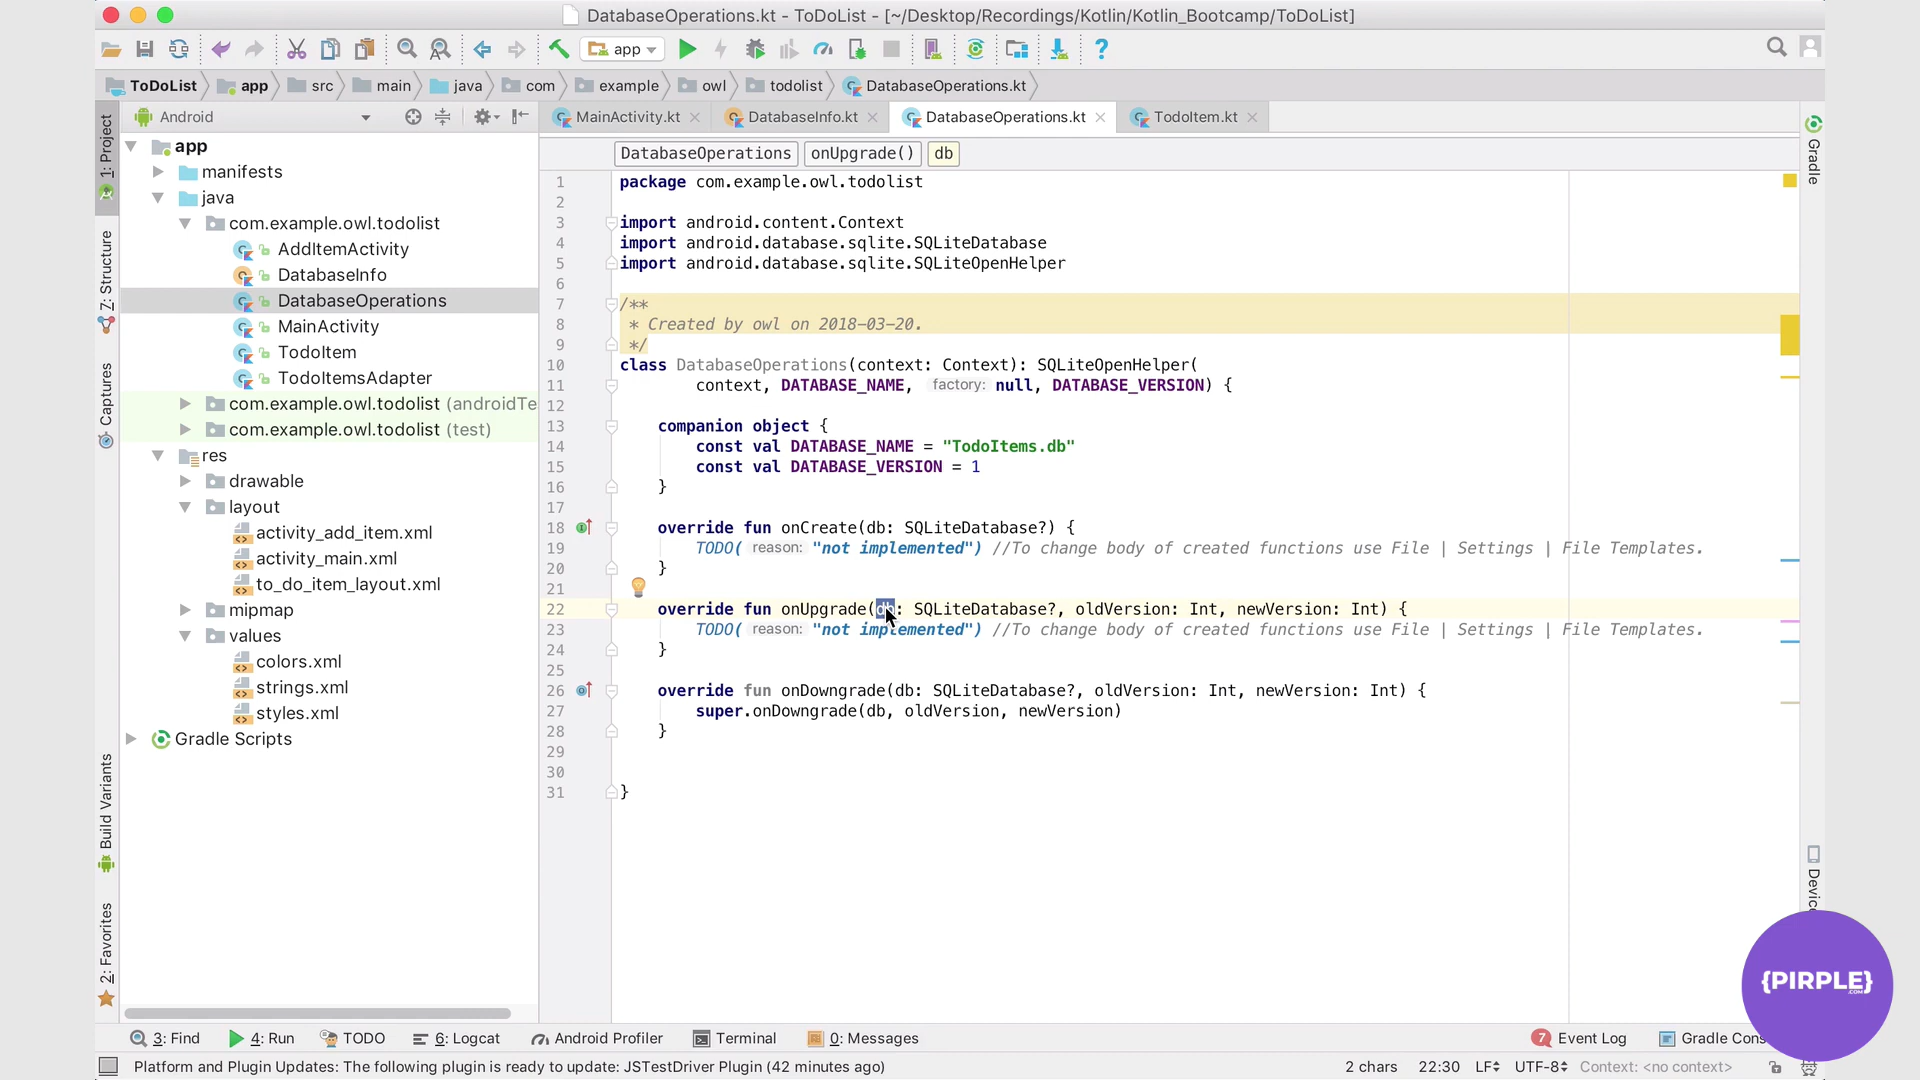 DatabaseOperations.kt - ToDoList - [~/Desktop/Recordings/Kotlin/Kotlin_Bootcamp/ToDoList]
app
ToDoList app src main java com example owl todolist DatabaseOperations.kt
Android
MainActivity.kt DatabaseInfo.kt DatabaseOperations.kt TodoItem.kt
DatabaseOperations onUpgrade() db
1: Project
7: Structure
Captures
Build Variants
2: Favorites
app
manifests
java
com.example.owl.todolist
AddItemActivity
DatabaseInfo
DatabaseOperations
MainActivity
TodoItem
TodoItemsAdapter
com.example.owl.todolist (androidTe
com.example.owl.todolist (test)
res
drawable
layout
activity_add_item.xml
activity_main.xml
to_do_item_layout.xml
mipmap
values
colors.xml
strings.xml
styles.xml
Gradle Scripts
1 package com.example.owl.todolist
2
3 import android.content.Context
4 import android.database.sqlite.SQLiteDatabase
5 import android.database.sqlite.SQLiteOpenHelper
6
7 /**
8 * Created by owl on 2018-03-20.
9 */
10 class DatabaseOperations(context: Context): SQLiteOpenHelper(
11 context, DATABASE_NAME, factory: null, DATABASE_VERSION) {
12
13 companion object {
14 const val DATABASE_NAME = "TodoItems.db"
15 const val DATABASE_VERSION = 1
16 }
17
18 override fun onCreate(db: SQLiteDatabase?) {
19 TODO( reason: "not implemented") //To change body of created functions use File | Settings | File Templates.
20 }
21
22 override fun onUpgrade(db: SQLiteDatabase?, oldVersion: Int, newVersion: Int) {
23 TODO( reason: "not implemented") //To change body of created functions use File | Settings | File Templates.
24 }
25
26 override fun onDowngrade(db: SQLiteDatabase?, oldVersion: Int, newVersion: Int) {
27 super.onDowngrade(db, oldVersion, newVersion)
28 }
29
30
31 }
Gradle
Devic
{PIRPLE}
.COM
3: Find 4: Run TODO 6: Logcat Android Profiler Terminal 0: Messages 7 Event Log Gradle Cons
Platform and Plugin Updates: The following plugin is ready to update: JSTestDriver Plugin (42 minutes ago) 2 chars 22:30 LF UTF-8 Context: <no context>